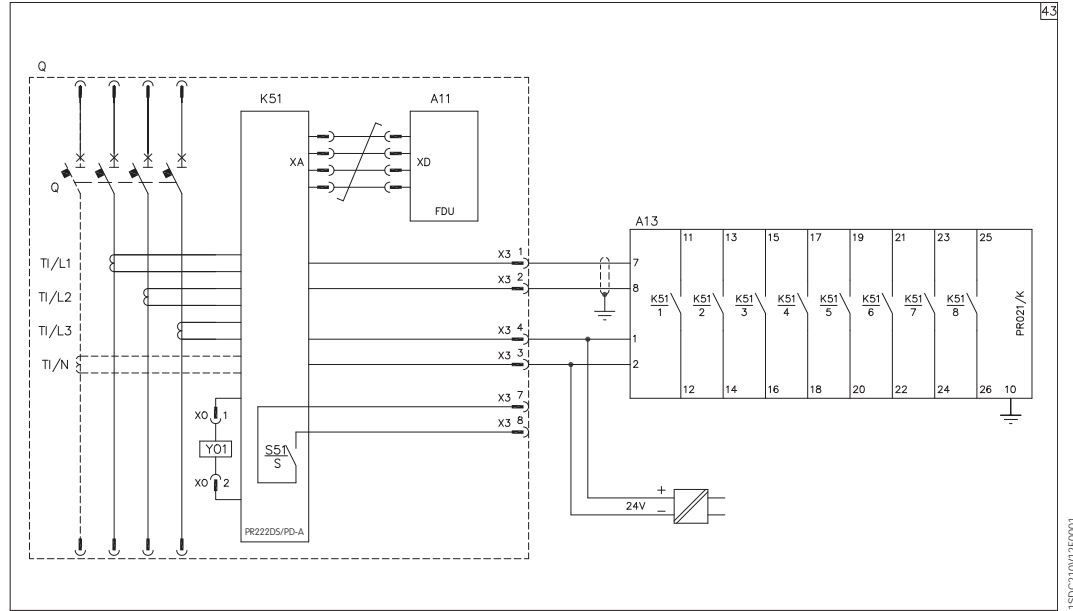 43
Q
K51
A11
XA
XD
Q
FDU
A13
11 13 15 17 19 21 23 25
TI/L1
X3 1
7
X3 2
8
TI/L2
K51 K51 K51 K51 K51 K51 K51 K51
1 2 3 4 5 6 7 8
PR021/K
TI/L3
X3 4
1
TI/N
X3 3
2
12 14 16 18 20 22 24 26 10
X3 7
X0 1
X3 8
Y01
S51
S
X0 2
+
24V
−
PR222DS/PD-A
1SDC210V12F0001